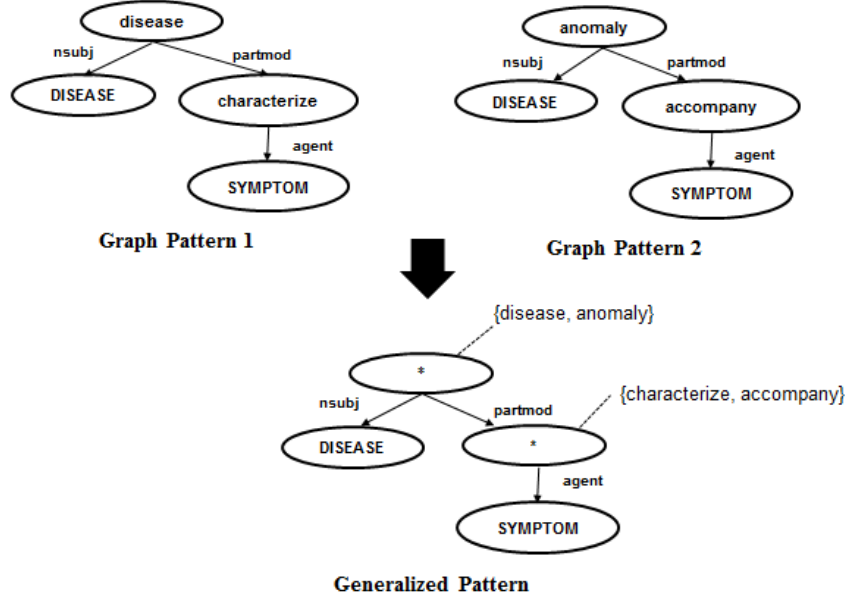 disease
nsubj
partmod
DISEASE
characterize
agent
SYMPTOM
Graph Pattern 1
anomaly
nsubj
partmod
DISEASE
accompany
agent
SYMPTOM
Graph Pattern 2
{disease, anomaly}
*
nsubj
partmod
{characterize, accompany}
DISEASE
*
agent
SYMPTOM
Generalized Pattern